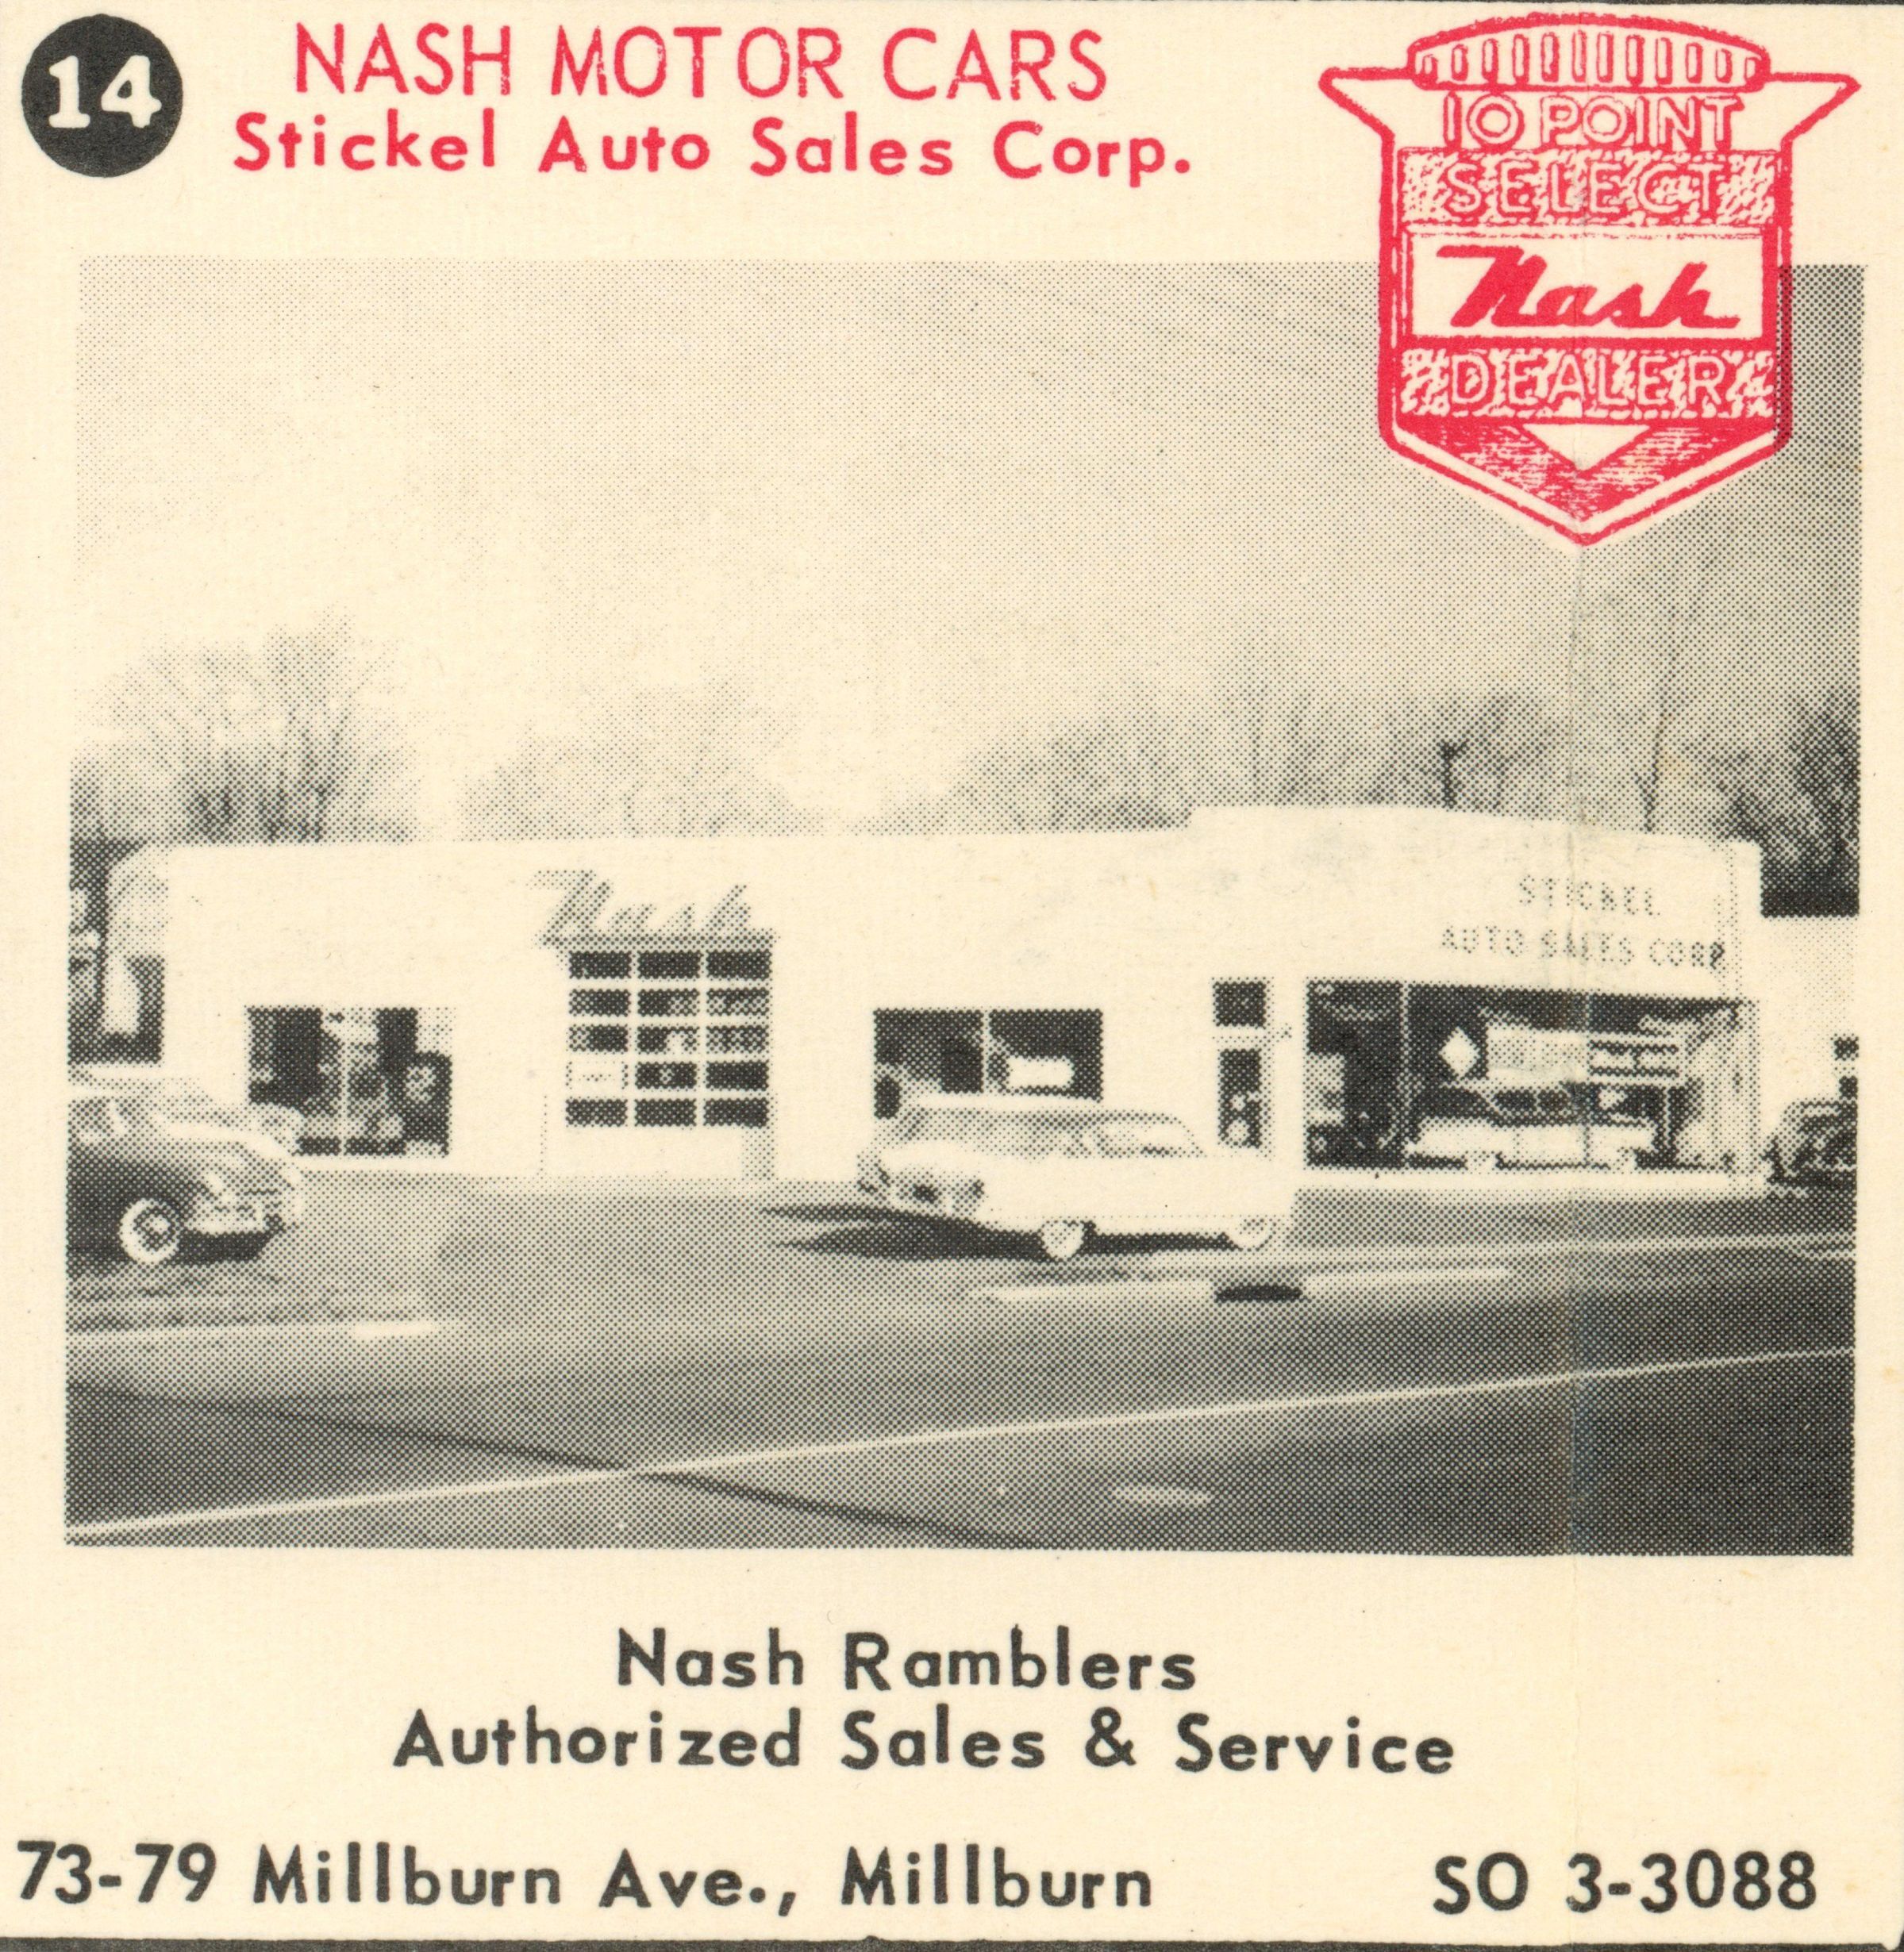 14
NASH MOTOR CARS
Stickel Auto Sales Corp.
10 POINT
SELECT
Nash
DEALER
Nash
STICKEL
AUTO SALES CORP
Nash Ramblers
Authorized Sales & Service
73-79 Millburn Ave., Millburn
SO 3-3088